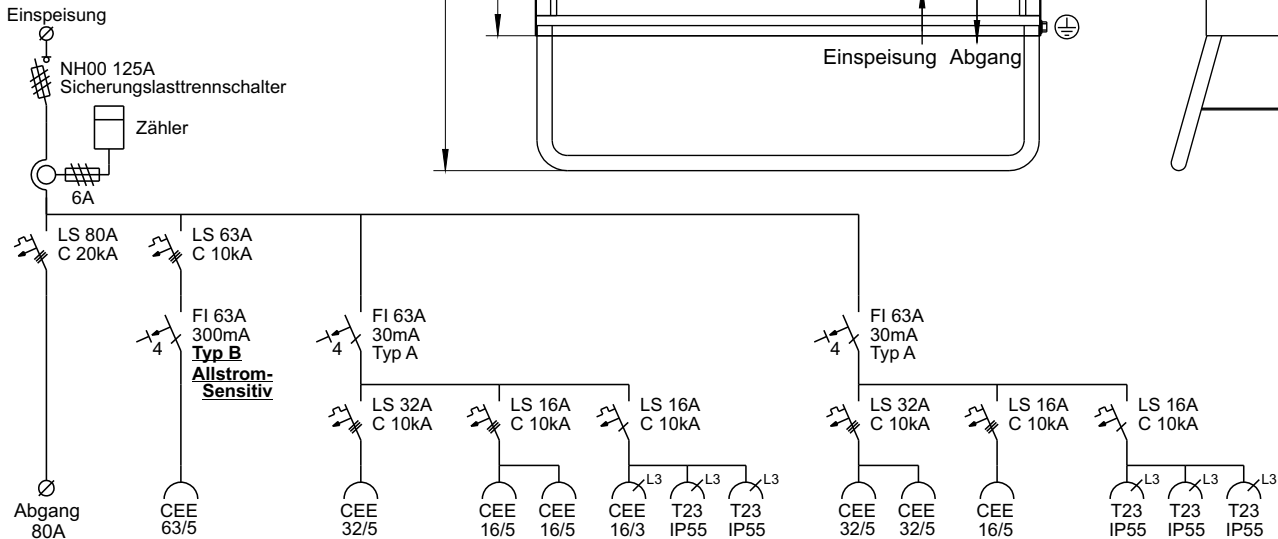 Einspeisung
NH00 125A
Sicherungslasttrennschalter
Zähler
6A
Einspeisung
Abgang
LS 80A
C 20kA
LS 63A
C 10kA
FI 63A
300mA
Typ B
Allstrom-
Sensitiv
4
FI 63A
30mA
Typ A
4
FI 63A
30mA
Typ A
4
LS 32A
C 10kA
LS 16A
C 10kA
LS 16A
C 10kA
LS 32A
C 10kA
LS 16A
C 10kA
LS 16A
C 10kA
L3
L3
L3
L3
L3
L3
Abgang
80A
CEE
63/5
CEE
32/5
CEE
16/5
CEE
16/5
CEE
16/3
T23
IP55
T23
IP55
CEE
32/5
CEE
32/5
CEE
16/5
T23
IP55
T23
IP55
T23
IP55